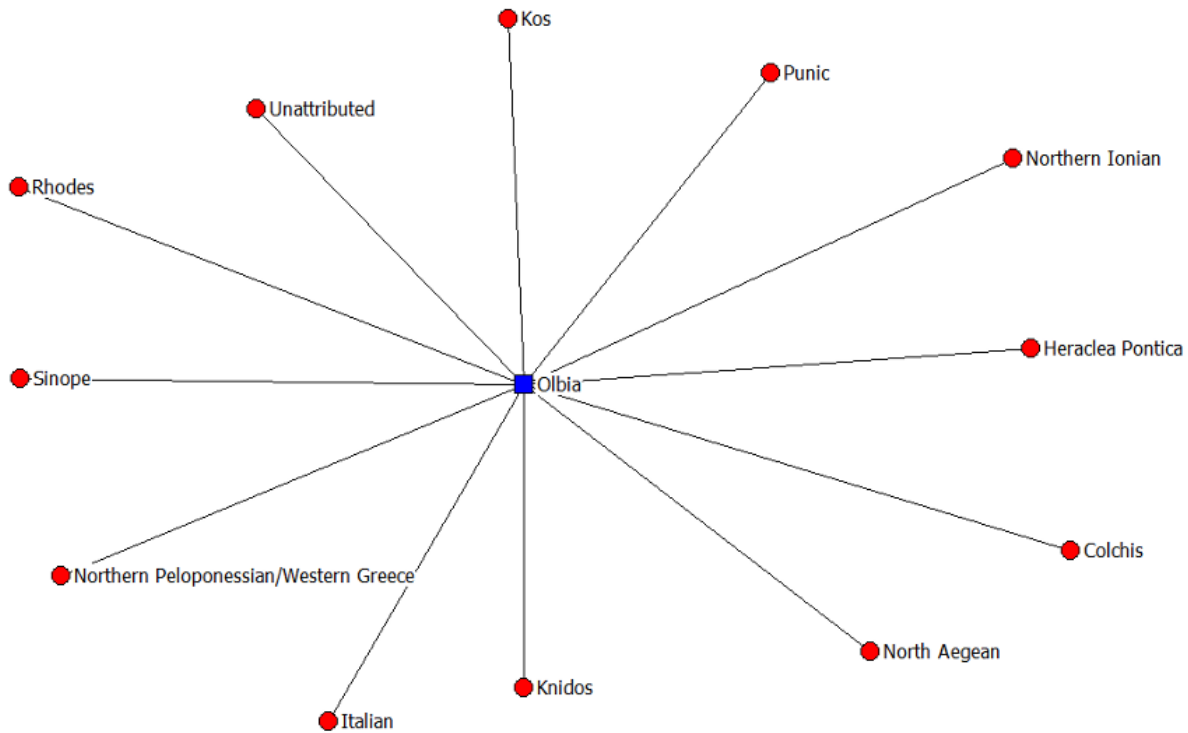 Kos
Punic
Unattributed
Northern Ionian
Rhodes
Heraclea Pontica
Sinope
Olbia
Colchis
Northern Peloponessian/Western Greece
North Aegean
Knidos
Italian